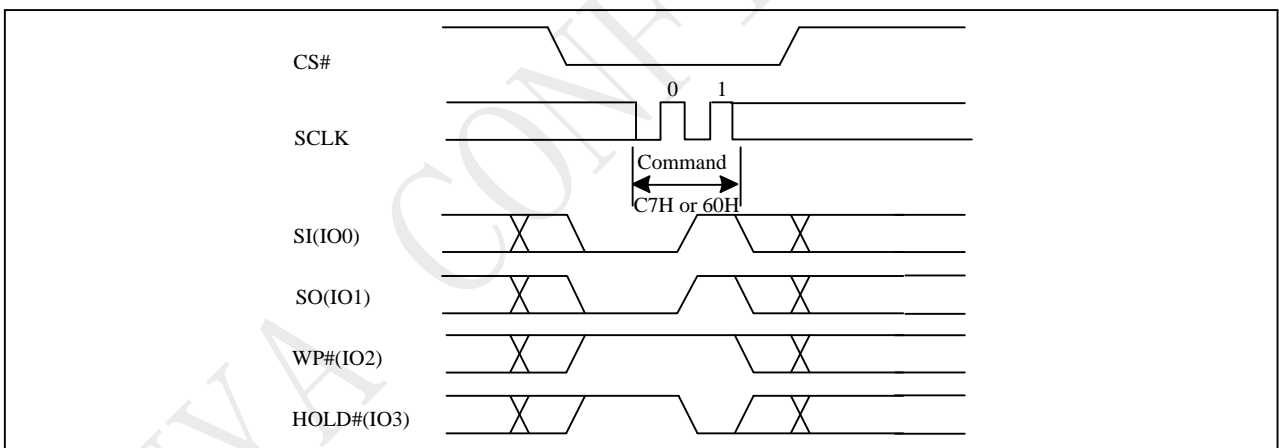 CS#
0 1
SCLK
Command
C7H or 60H
SI(IO0)
SO(IO1)
WP#(IO2)
HOLD#(IO3)